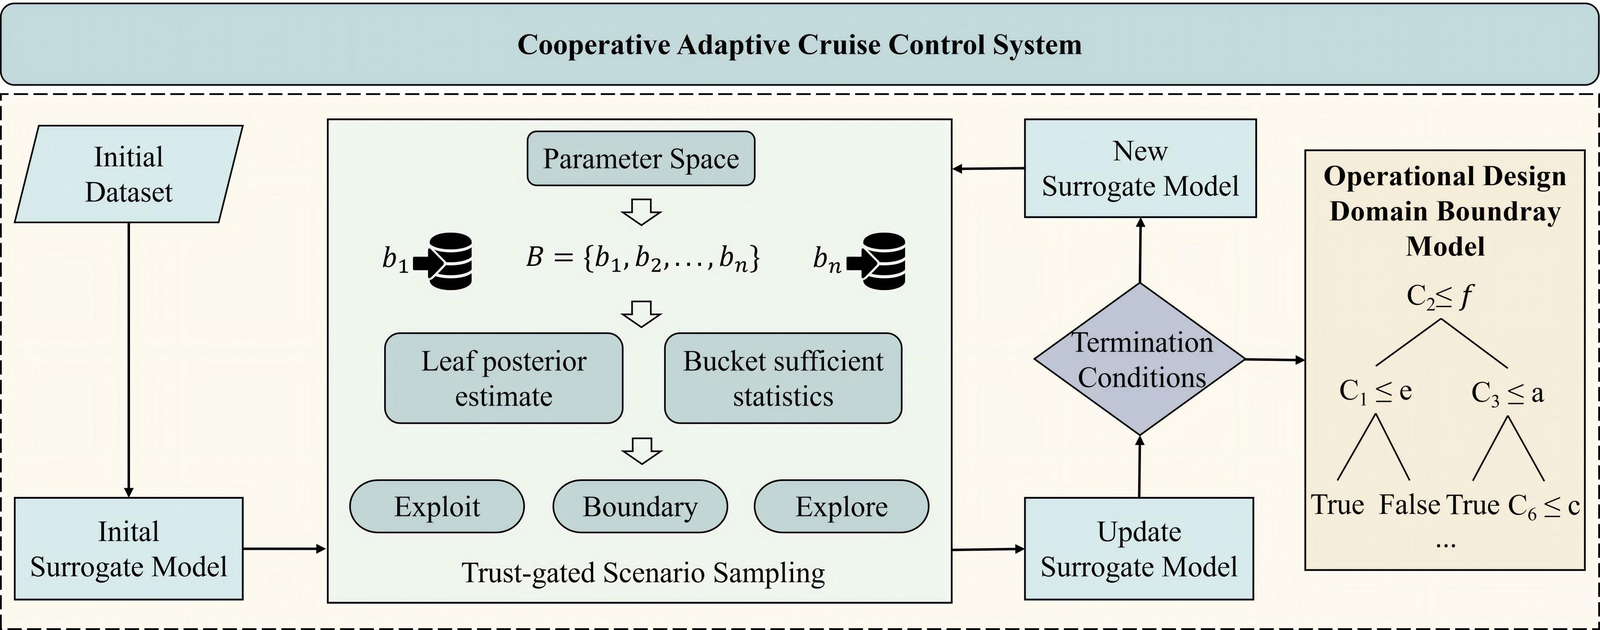 Cooperative Adaptive Cruise Control System
Initial
Dataset
Inital
Surrogate Model
Parameter Space
b₁
B = {b₁, b₂, . . . , bₙ}
bₙ
Leaf posterior
estimate
Bucket sufficient
statistics
Exploit
Boundary
Explore
Trust-gated Scenario Sampling
New
Surrogate Model
Termination
Conditions
Update
Surrogate Model
Operational Design
Domain Boundray
Model
C₂≤ f
C₁ ≤ e
C₃ ≤ a
True
False
True
C₆ ≤ c
...